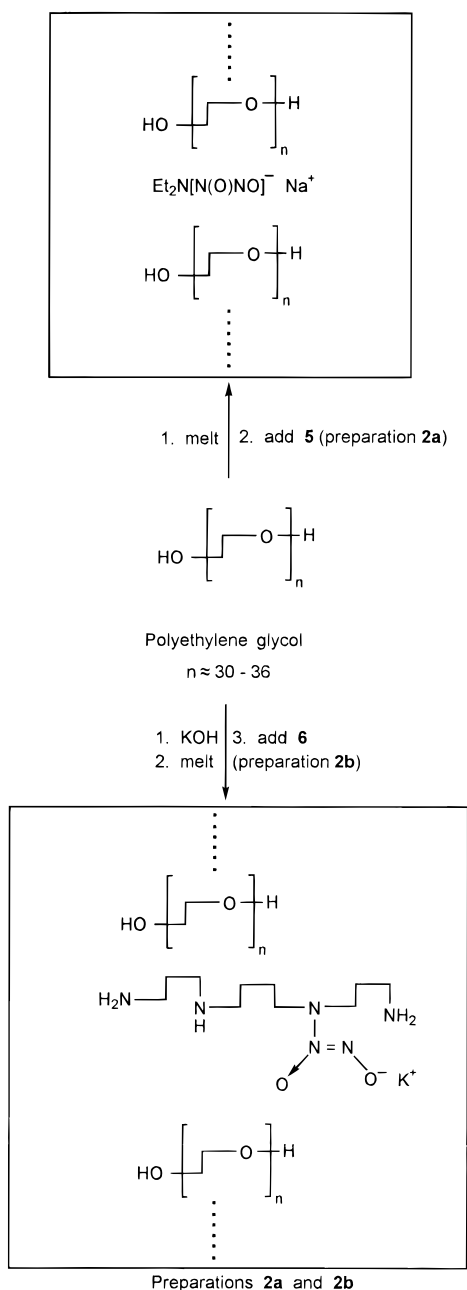 HO [ O ] H
n
Et₂N[N(O)NO]⁻ Na⁺
HO [ O ] H
n
1. melt 2. add 5 (preparation 2a)
HO [ O ] H
n
Polyethylene glycol
n ≈ 30 - 36
1. KOH 3. add 6
2. melt (preparation 2b)
HO [ O ] H
n
H₂N N H N NH₂
N = N
O O⁻ K⁺
HO [ O ] H
n
Preparations 2a and 2b